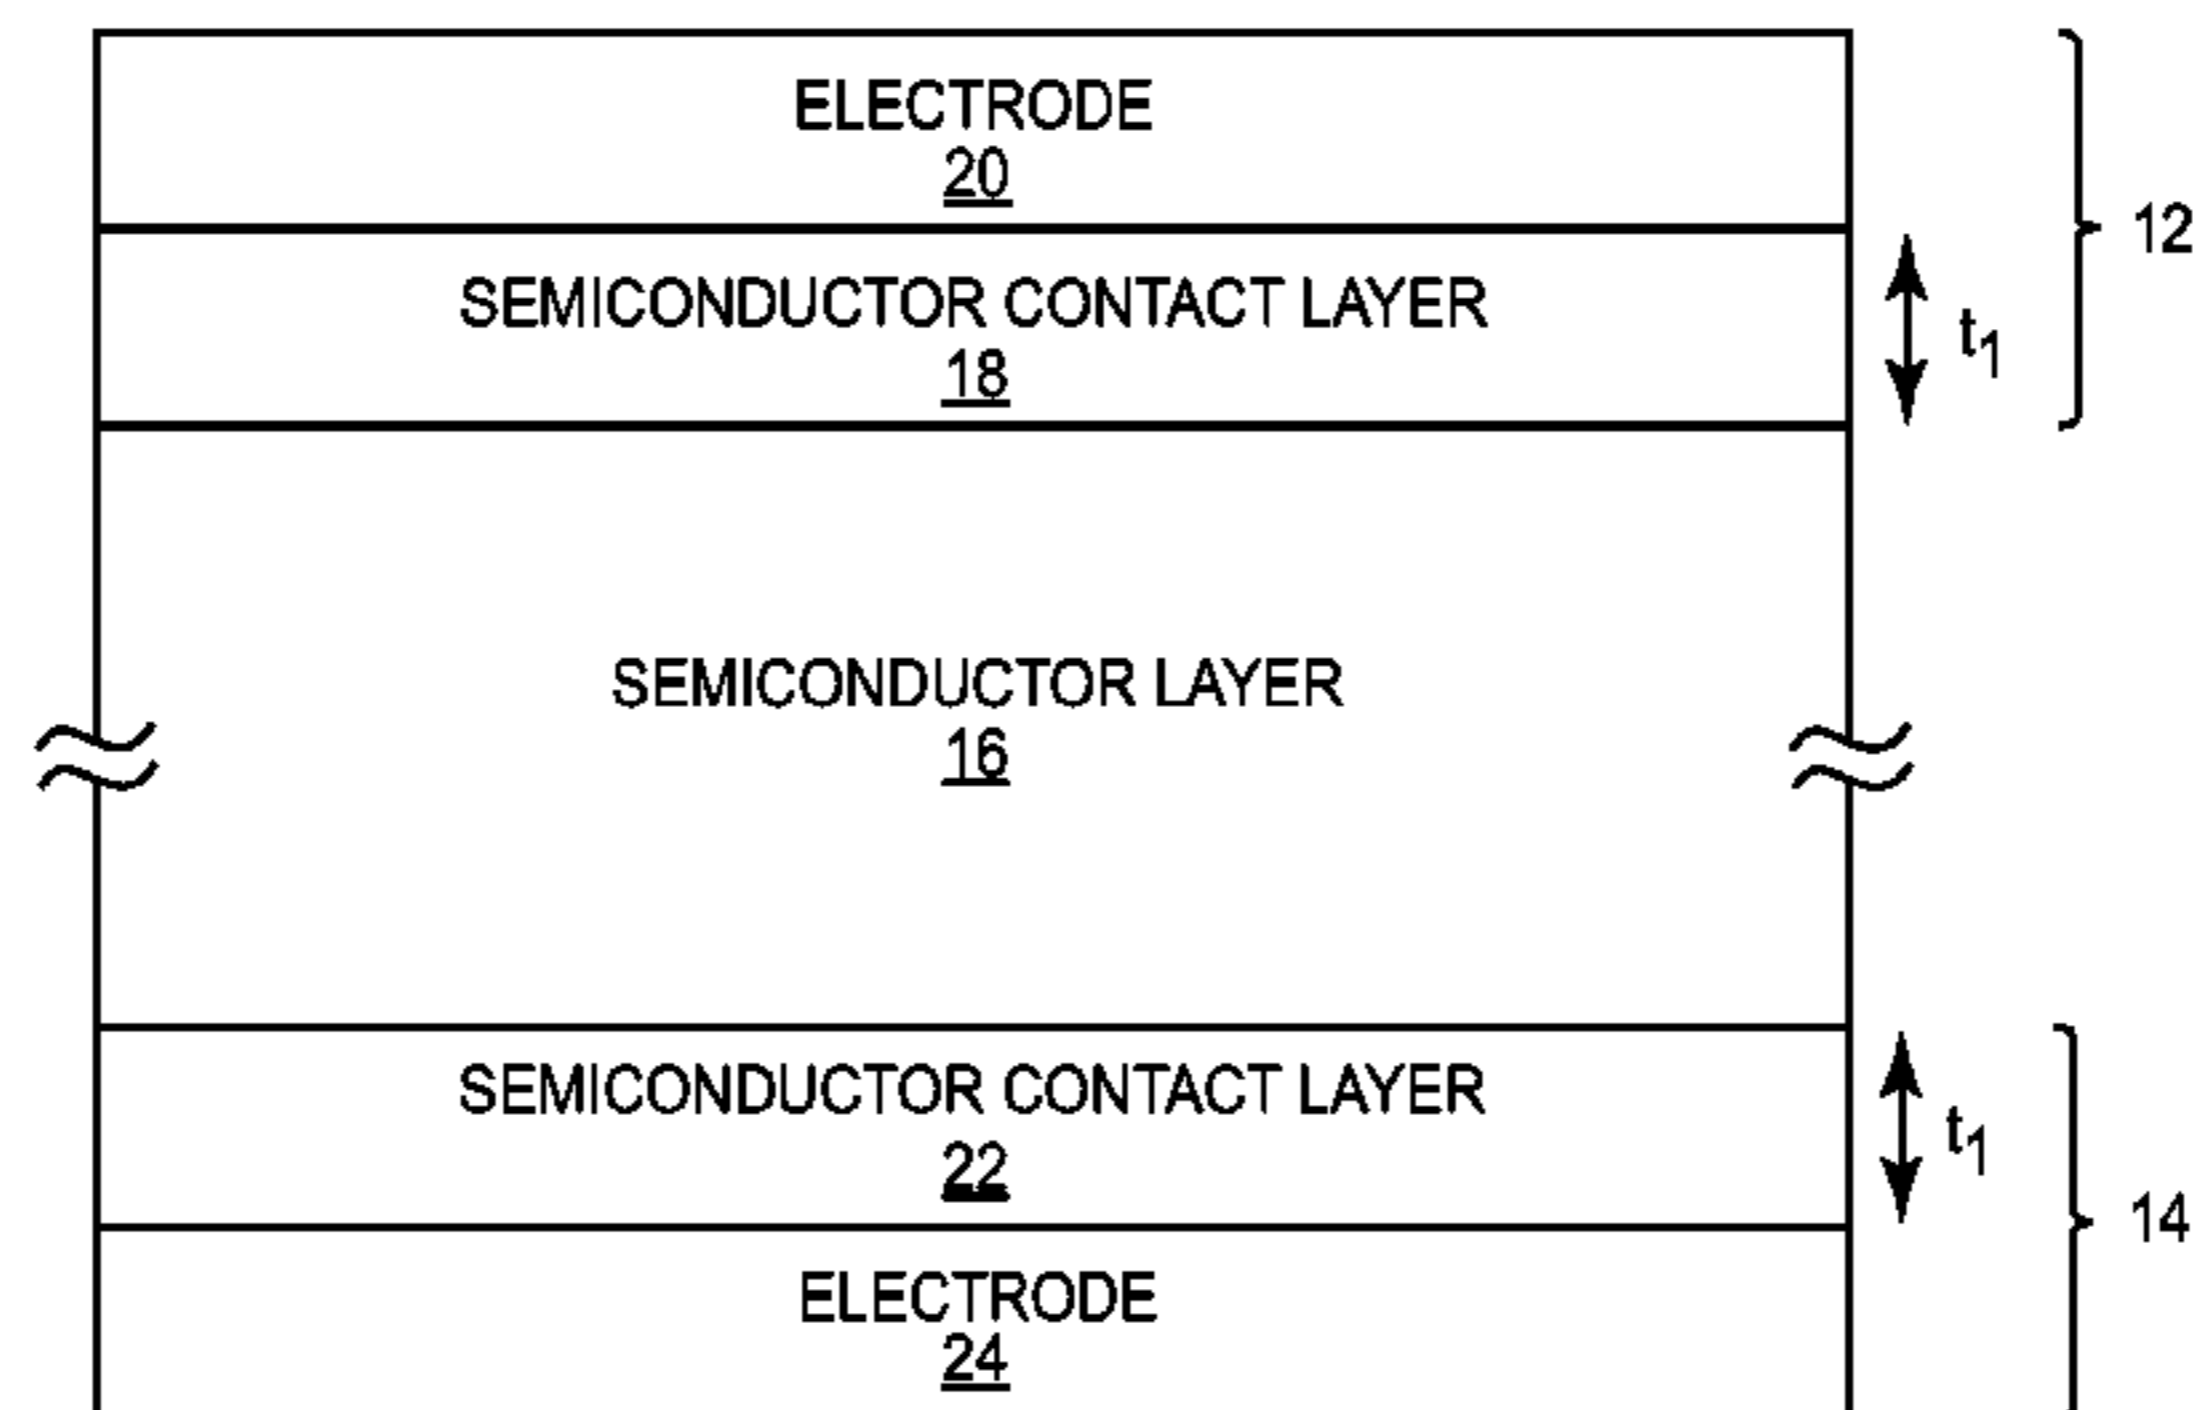 ELECTRODE
20
12
SEMICONDUCTOR CONTACT LAYER
18
t1
SEMICONDUCTOR LAYER
16
SEMICONDUCTOR CONTACT LAYER
22
t1
14
ELECTRODE
24